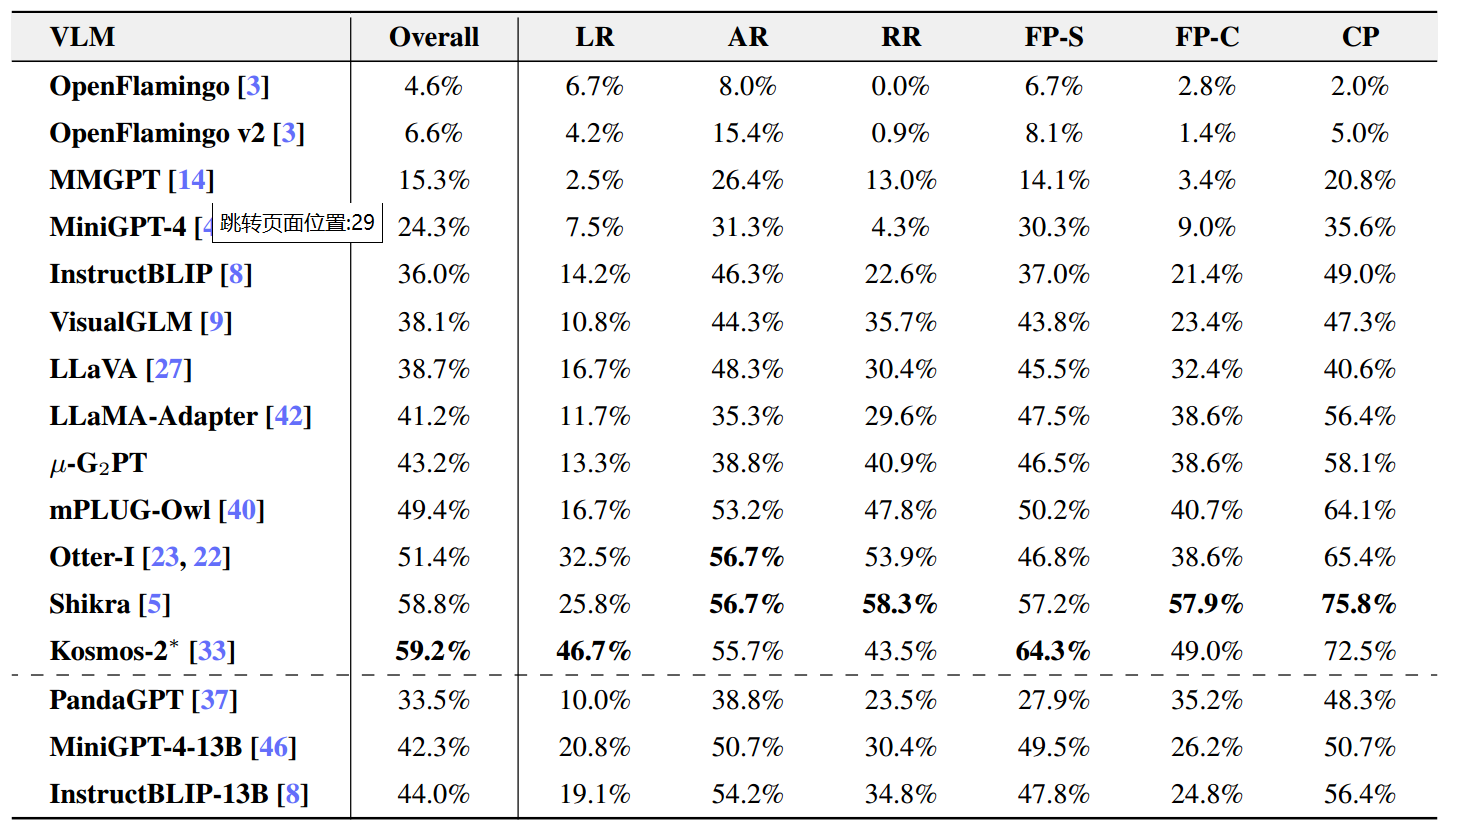 VLM Overall LR AR RR FP-S FP-C CP
OpenFlamingo [3] 4.6% 6.7% 8.0% 0.0% 6.7% 2.8% 2.0%
OpenFlamingo v2 [3] 6.6% 4.2% 15.4% 0.9% 8.1% 1.4% 5.0%
MMGPT [14] 15.3% 2.5% 26.4% 13.0% 14.1% 3.4% 20.8%
MiniGPT-4 [4 跳转页面位置:29 24.3% 7.5% 31.3% 4.3% 30.3% 9.0% 35.6%
InstructBLIP [8] 36.0% 14.2% 46.3% 22.6% 37.0% 21.4% 49.0%
VisualGLM [9] 38.1% 10.8% 44.3% 35.7% 43.8% 23.4% 47.3%
LLaVA [27] 38.7% 16.7% 48.3% 30.4% 45.5% 32.4% 40.6%
LLaMA-Adapter [42] 41.2% 11.7% 35.3% 29.6% 47.5% 38.6% 56.4%
μ-G₂PT 43.2% 13.3% 38.8% 40.9% 46.5% 38.6% 58.1%
mPLUG-Owl [40] 49.4% 16.7% 53.2% 47.8% 50.2% 40.7% 64.1%
Otter-I [23, 22] 51.4% 32.5% 56.7% 53.9% 46.8% 38.6% 65.4%
Shikra [5] 58.8% 25.8% 56.7% 58.3% 57.2% 57.9% 75.8%
Kosmos-2* [33] 59.2% 46.7% 55.7% 43.5% 64.3% 49.0% 72.5%
PandaGPT [37] 33.5% 10.0% 38.8% 23.5% 27.9% 35.2% 48.3%
MiniGPT-4-13B [46] 42.3% 20.8% 50.7% 30.4% 49.5% 26.2% 50.7%
InstructBLIP-13B [8] 44.0% 19.1% 54.2% 34.8% 47.8% 24.8% 56.4%